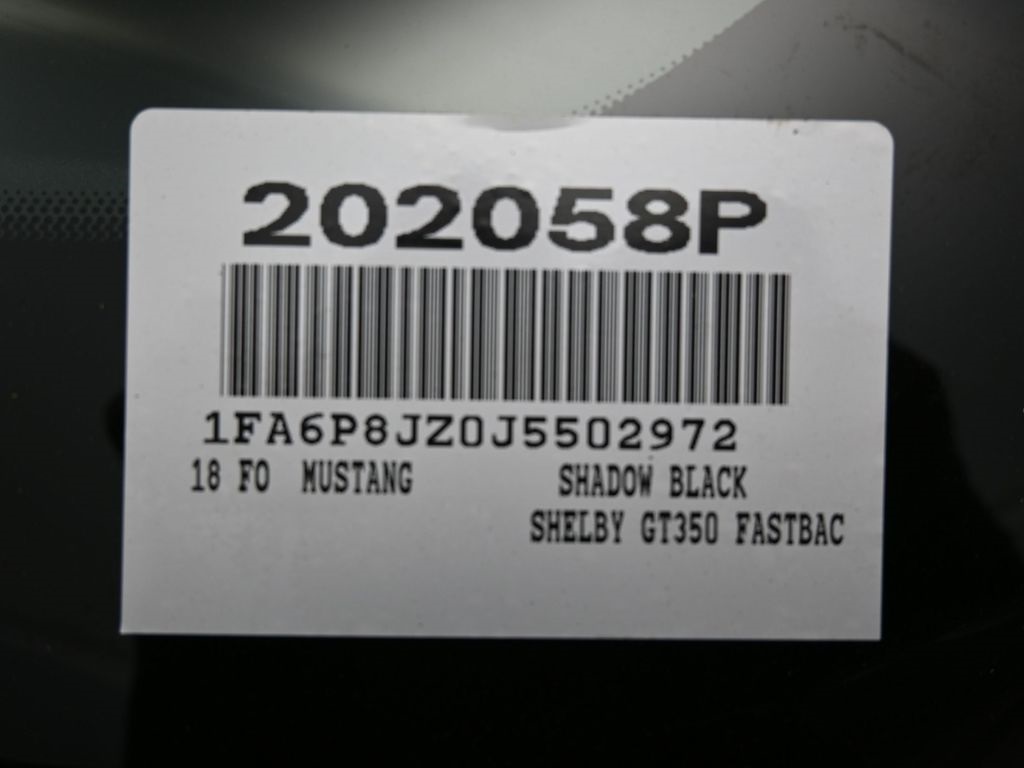 202058P
1FA6P8JZ0J5502972
18 FO MUSTANG SHADOW BLACK
SHELBY GT350 FASTBAC